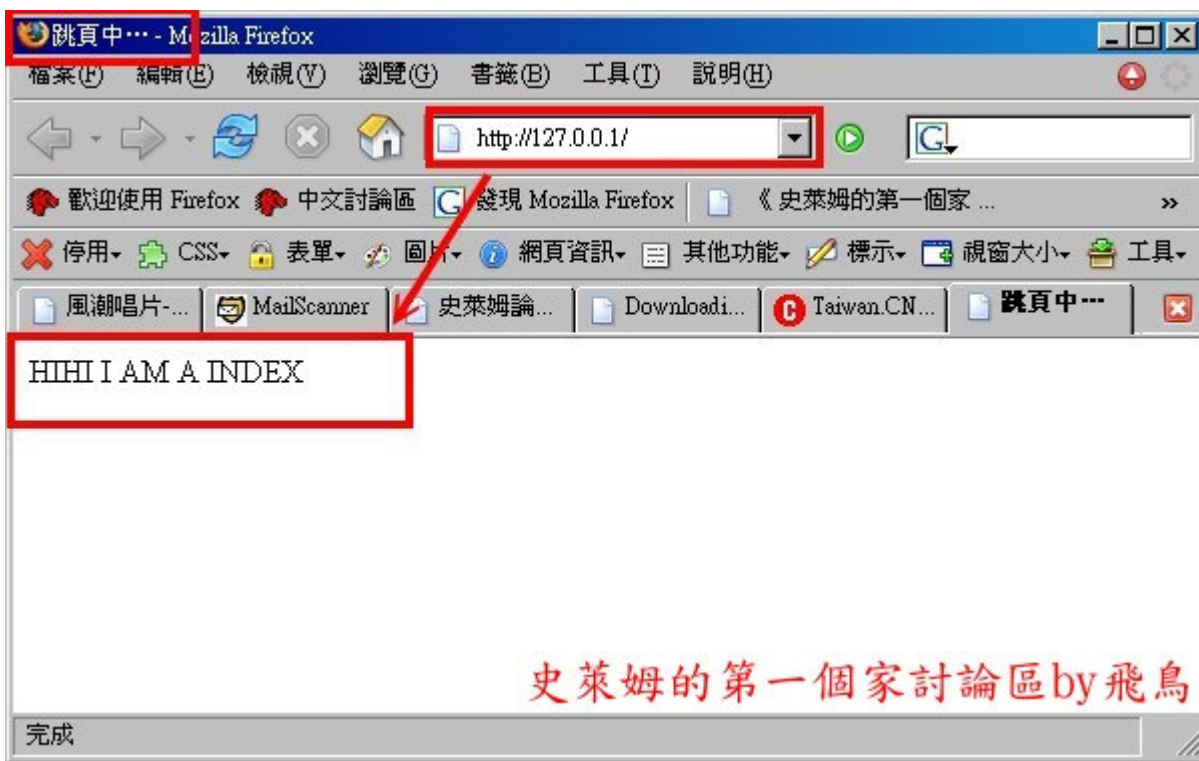 跳頁中… - Mozilla Firefox
檔案(F) 編輯(E) 檢視(V) 瀏覽(G) 書籤(B) 工具(T) 說明(H)
http://127.0.0.1/ G
歡迎使用 Firefox 中文討論區 G 發現 Mozilla Firefox 《史萊姆的第一個家 ... »
停用 CSS 表單 圖片 網頁資訊 其他功能 標示 視窗大小 工具
風潮唱片-... MailScanner 史萊姆論... Downloadi... C Taiwan.CN... 跳頁中…
HIHI I AM A INDEX
史萊姆的第一個家討論區by飛鳥
完成